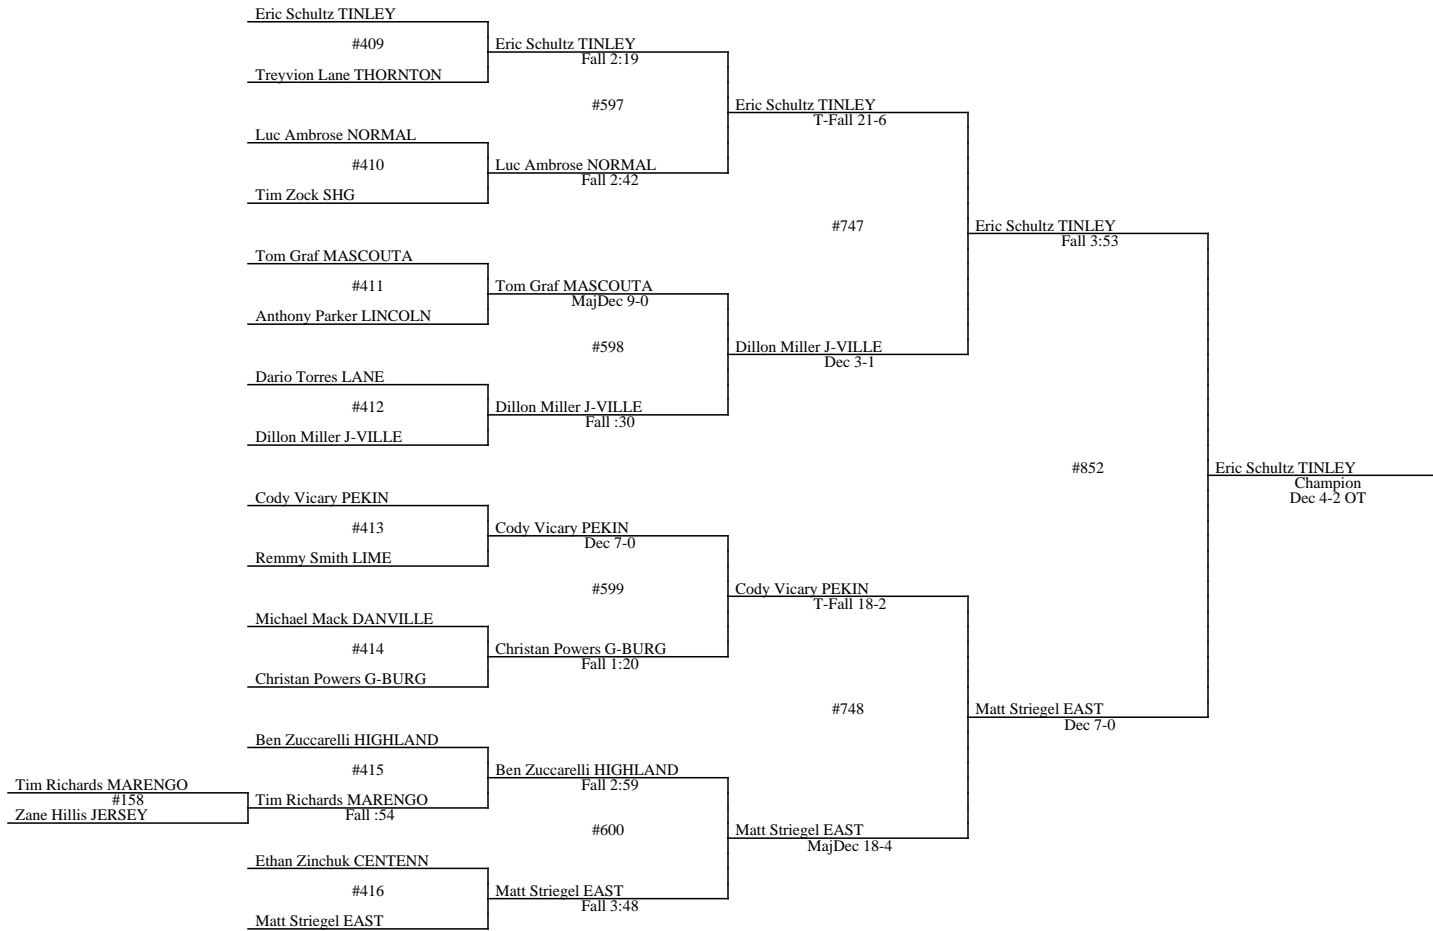 Eric Schultz TINLEY
#409
Eric Schultz TINLEY
Fall 2:19
Treyvion Lane THORNTON
#597
Eric Schultz TINLEY
T-Fall 21-6
Luc Ambrose NORMAL
#410
Luc Ambrose NORMAL
Fall 2:42
Tim Zock SHG
#747
Eric Schultz TINLEY
Fall 3:53
Tom Graf MASCOUTA
#411
Tom Graf MASCOUTA
MajDec 9-0
Anthony Parker LINCOLN
#598
Dillon Miller J-VILLE
Dec 3-1
Dario Torres LANE
#412
Dillon Miller J-VILLE
Fall :30
Dillon Miller J-VILLE
#852
Eric Schultz TINLEY
Champion
Dec 4-2 OT
Cody Vicary PEKIN
#413
Cody Vicary PEKIN
Dec 7-0
Remmy Smith LIME
#599
Cody Vicary PEKIN
T-Fall 18-2
Michael Mack DANVILLE
#414
Christan Powers G-BURG
Fall 1:20
Christan Powers G-BURG
#748
Matt Striegel EAST
Dec 7-0
Ben Zuccarelli HIGHLAND
#415
Ben Zuccarelli HIGHLAND
Fall 2:59
Tim Richards MARENGO
#158
Zane Hillis JERSEY
Tim Richards MARENGO
Fall :54
#600
Matt Striegel EAST
MajDec 18-4
Ethan Zinchuk CENTENN
#416
Matt Striegel EAST
Fall 3:48
Matt Striegel EAST